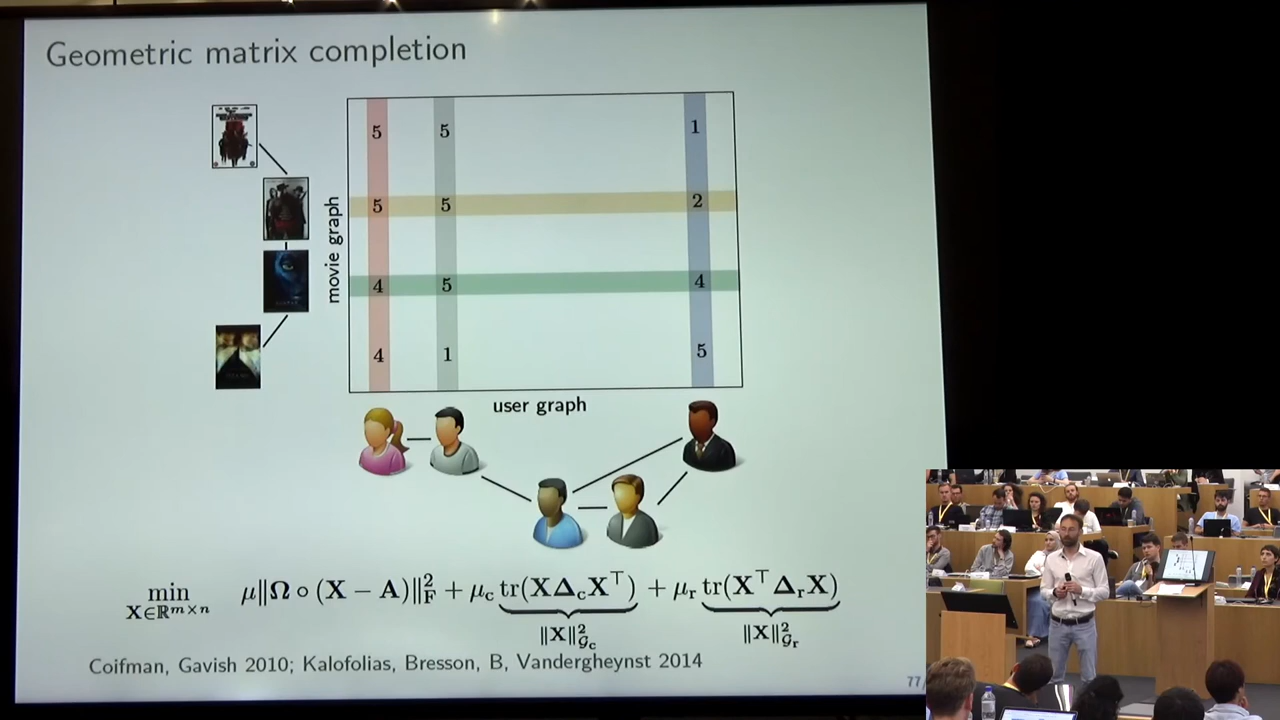 Geometric matrix completion
5 5 1
5 5 2
4 5 4
4 1 5
movie graph
user graph
min X∈ℝ^{m×n} μ‖Ω ∘ (X − A)‖²_F + μ_c tr(XΔ_cX^⊤) + μ_r tr(X^⊤Δ_rX)
‖X‖²_{𝒢_c} ‖X‖²_{𝒢_r}
Coifman, Gavish 2010; Kalofolias, Bresson, B, Vandergheynst 2014
77/